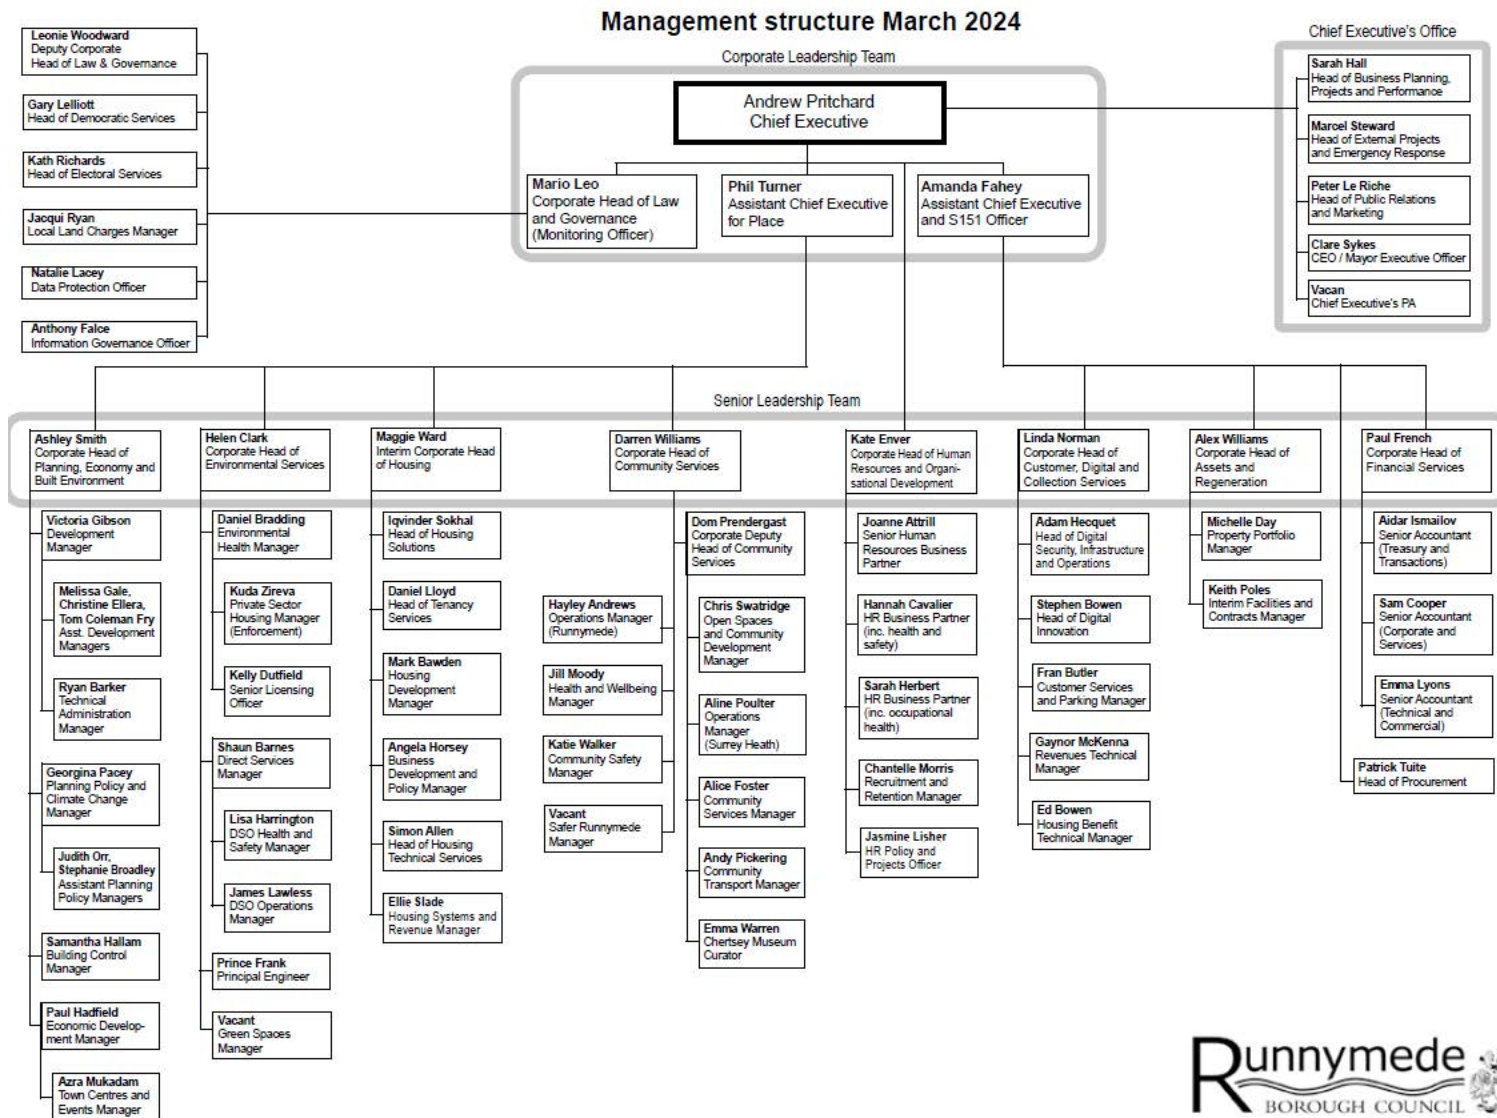 Management structure March 2024
Leonie Woodward
Deputy Corporate
Head of Law & Governance
Gary Lelliott
Head of Democratic Services
Kath Richards
Head of Electoral Services
Jacqui Ryan
Local Land Charges Manager
Natalie Lacey
Data Protection Officer
Anthony Falce
Information Governance Officer
Corporate Leadership Team
Andrew Pritchard
Chief Executive
Mario Leo
Corporate Head of Law
and Governance
(Monitoring Officer)
Phil Turner
Assistant Chief Executive
for Place
Amanda Fahey
Assistant Chief Executive
and S151 Officer
Chief Executive's Office
Sarah Hall
Head of Business Planning,
Projects and Performance
Marcel Steward
Head of External Projects
and Emergency Response
Peter Le Riche
Head of Public Relations
and Marketing
Clare Sykes
CEO / Mayor Executive Officer
Vacan
Chief Executive's PA
Senior Leadership Team
Ashley Smith
Corporate Head of
Planning, Economy and
Built Environment
Victoria Gibson
Development
Manager
Melissa Gale,
Christine Ellera,
Tom Coleman Fry
Asst. Development
Managers
Ryan Barker
Technical
Administration
Manager
Georgina Pacey
Planning Policy and
Climate Change
Manager
Judith Orr,
Stephanie Broadley
Assistant Planning
Policy Managers
Samantha Hallam
Building Control
Manager
Paul Hadfield
Economic Develop-
ment Manager
Azra Mukadam
Town Centres and
Events Manager
Helen Clark
Corporate Head of
Environmental Services
Daniel Bradding
Environmental
Health Manager
Kuda Zireva
Private Sector
Housing Manager
(Enforcement)
Kelly Dutfield
Senior Licensing
Officer
Shaun Barnes
Direct Services
Manager
Lisa Harrington
DSO Health and
Safety Manager
James Lawless
DSO Operations
Manager
Prince Frank
Principal Engineer
Vacant
Green Spaces
Manager
Maggie Ward
Interim Corporate Head
of Housing
Iqvinder Sokhal
Head of Housing
Solutions
Daniel Lloyd
Head of Tenancy
Services
Mark Bawden
Housing
Development
Manager
Angela Horsey
Business
Development and
Policy Manager
Simon Allen
Head of Housing
Technical Services
Ellie Slade
Housing Systems and
Revenue Manager
Darren Williams
Corporate Head of
Community Services
Hayley Andrews
Operations Manager
(Runnymede)
Jill Moody
Health and Wellbeing
Manager
Katie Walker
Community Safety
Manager
Vacant
Safer Runnymede
Manager
Dom Prendergast
Corporate Deputy
Head of Community
Services
Chris Swatridge
Open Spaces
and Community
Development
Manager
Aline Poulter
Operations
Manager
(Surrey Heath)
Alice Foster
Community
Services Manager
Andy Pickering
Community
Transport Manager
Emma Warren
Chertsey Museum
Curator
Kate Enver
Corporate Head of Human
Resources and Organi-
sational Development
Joanne Attrill
Senior Human
Resources Business
Partner
Hannah Cavalier
HR Business Partner
(inc. health and
safety)
Sarah Herbert
HR Business Partner
(inc. occupational
health)
Chantelle Morris
Recruitment and
Retention Manager
Jasmine Lisher
HR Policy and
Projects Officer
Linda Norman
Corporate Head of
Customer, Digital and
Collection Services
Adam Hecquet
Head of Digital
Security, Infrastructure
and Operations
Stephen Bowen
Head of Digital
Innovation
Fran Butler
Customer Services
and Parking Manager
Gaynor McKenna
Revenues Technical
Manager
Ed Bowen
Housing Benefit
Technical Manager
Alex Williams
Corporate Head of
Assets and
Regeneration
Michelle Day
Property Portfolio
Manager
Keith Poles
Interim Facilities and
Contracts Manager
Paul French
Corporate Head of
Financial Services
Aidar Ismailov
Senior Accountant
(Treasury and
Transactions)
Sam Cooper
Senior Accountant
(Corporate and
Services)
Emma Lyons
Senior Accountant
(Technical and
Commercial)
Patrick Tuite
Head of Procurement
Runnymede
BOROUGH COUNCIL